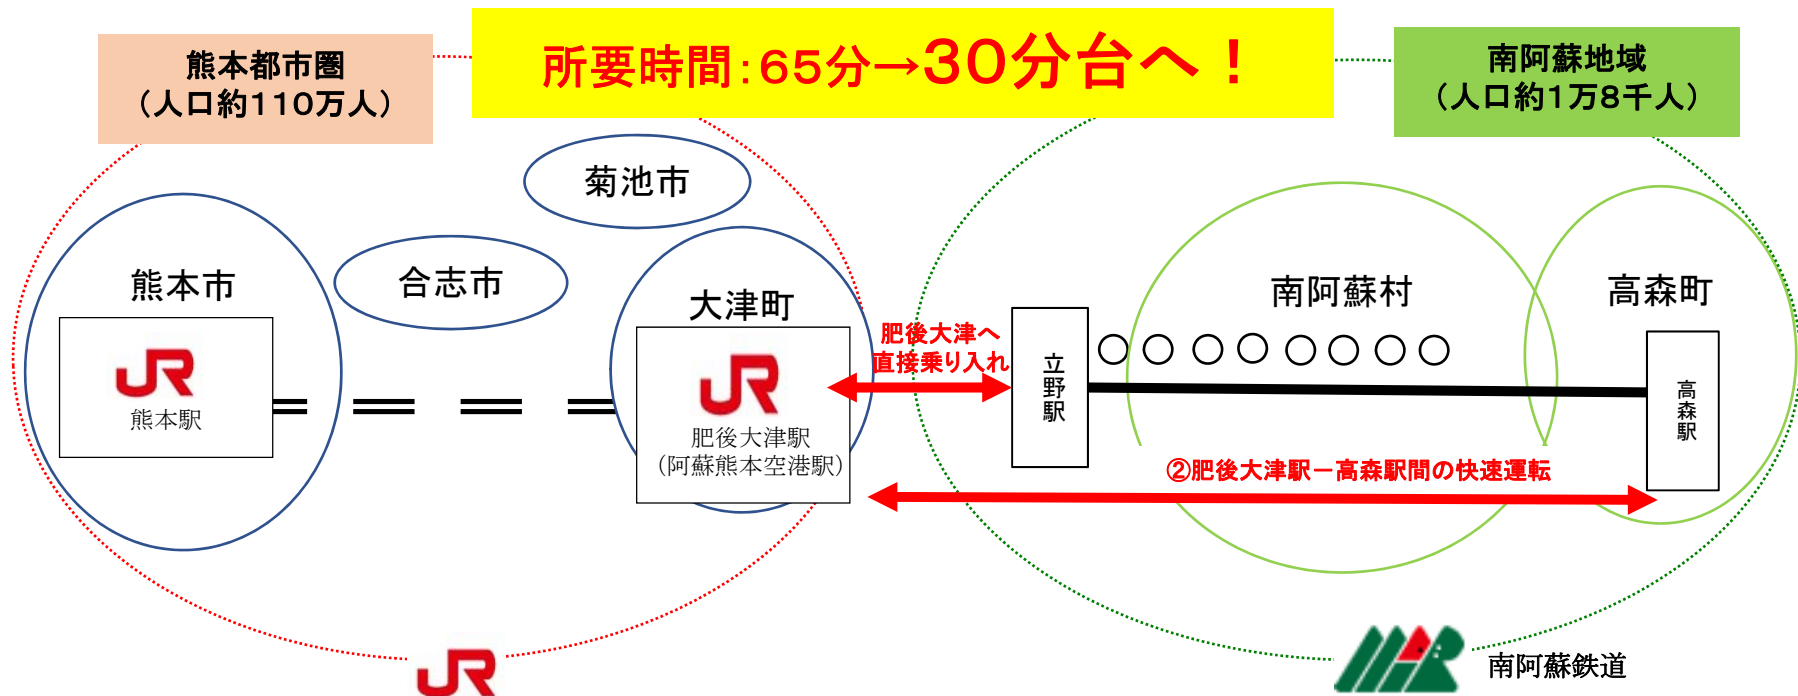 熊本都市圏
（人口約１１０万人）
所要時間：６５分→３０分台へ！
南阿蘇地域
（人口約１万８千人）
菊池市
合志市
熊本市
大津町
南阿蘇村
高森町
JR
熊本駅
JR
肥後大津駅
（阿蘇熊本空港駅）
肥後大津へ
直接乗り入れ
立野駅
高森駅
②肥後大津駅－高森駅間の快速運転
JR
南阿蘇鉄道